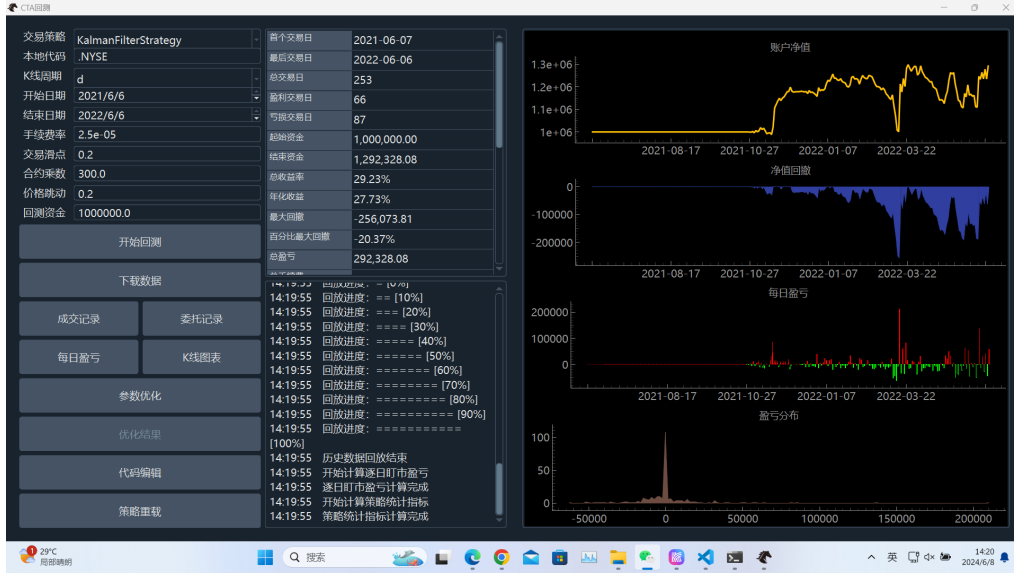 CTA回测
交易策略 KalmanFilterStrategy
本地代码 .NYSE
K线周期 d
开始日期 2021/6/6
结束日期 2022/6/6
手续费率 2.5e-05
交易滑点 0.2
合约乘数 300.0
价格跳动 0.2
回测资金 1000000.0
开始回测
下载数据
成交记录 委托记录
每日盈亏 K线图表
参数优化
优化结果
代码编辑
策略重载
首个交易日 2021-06-07
最后交易日 2022-06-06
总交易日 253
盈利交易日 66
亏损交易日 87
起始资金 1,000,000.00
结束资金 1,292,328.08
总收益率 29.23%
年化收益 27.73%
最大回撤 -256,073.81
百分比最大回撤 -20.37%
总盈亏 292,328.08
14:19:55 回放进度：= [0%]
14:19:55 回放进度：== [10%]
14:19:55 回放进度：=== [20%]
14:19:55 回放进度：==== [30%]
14:19:55 回放进度：===== [40%]
14:19:55 回放进度：====== [50%]
14:19:55 回放进度：======= [60%]
14:19:55 回放进度：======== [70%]
14:19:55 回放进度：========= [80%]
14:19:55 回放进度：========== [90%]
14:19:55 回放进度：===========
[100%]
14:19:55 历史数据回放结束
14:19:55 开始计算逐日盯市盈亏
14:19:55 逐日盯市盈亏计算完成
14:19:55 开始计算策略统计指标
14:19:55 策略统计指标计算完成
账户净值
1.3e+06
1.2e+06
1.1e+06
1e+06
2021-08-17 2021-10-27 2022-01-07 2022-03-22
净值回撤
0
-100000
-200000
2021-08-17 2021-10-27 2022-01-07 2022-03-22
每日盈亏
200000
100000
0
2021-08-17 2021-10-27 2022-01-07 2022-03-22
盈亏分布
100
50
0
-50000 0 50000 100000 150000 200000
1
29°C
局部晴朗
搜索
英
14:20
2024/6/8